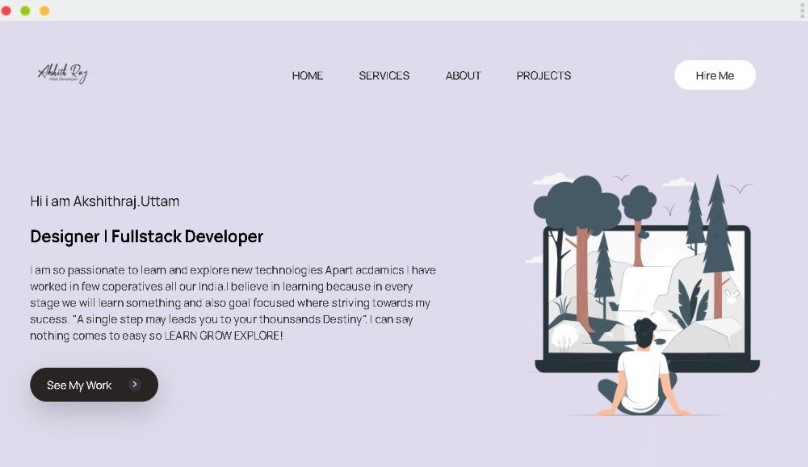 Akhith Raj
HOME SERVICES ABOUT PROJECTS Hire Me
Hi i am Akshithraj.Uttam
Designer | Fullstack Developer
I am so passionate to learn and explore new technologies Apart acdamics I have
worked in few coperatives all our India.I believe in learning because in every
stage we will learn something and also goal focused where striving towards my
sucess. "A single step may leads you to your thounsands Destiny". I can say
nothing comes to easy so LEARN GROW EXPLORE!
See My Work